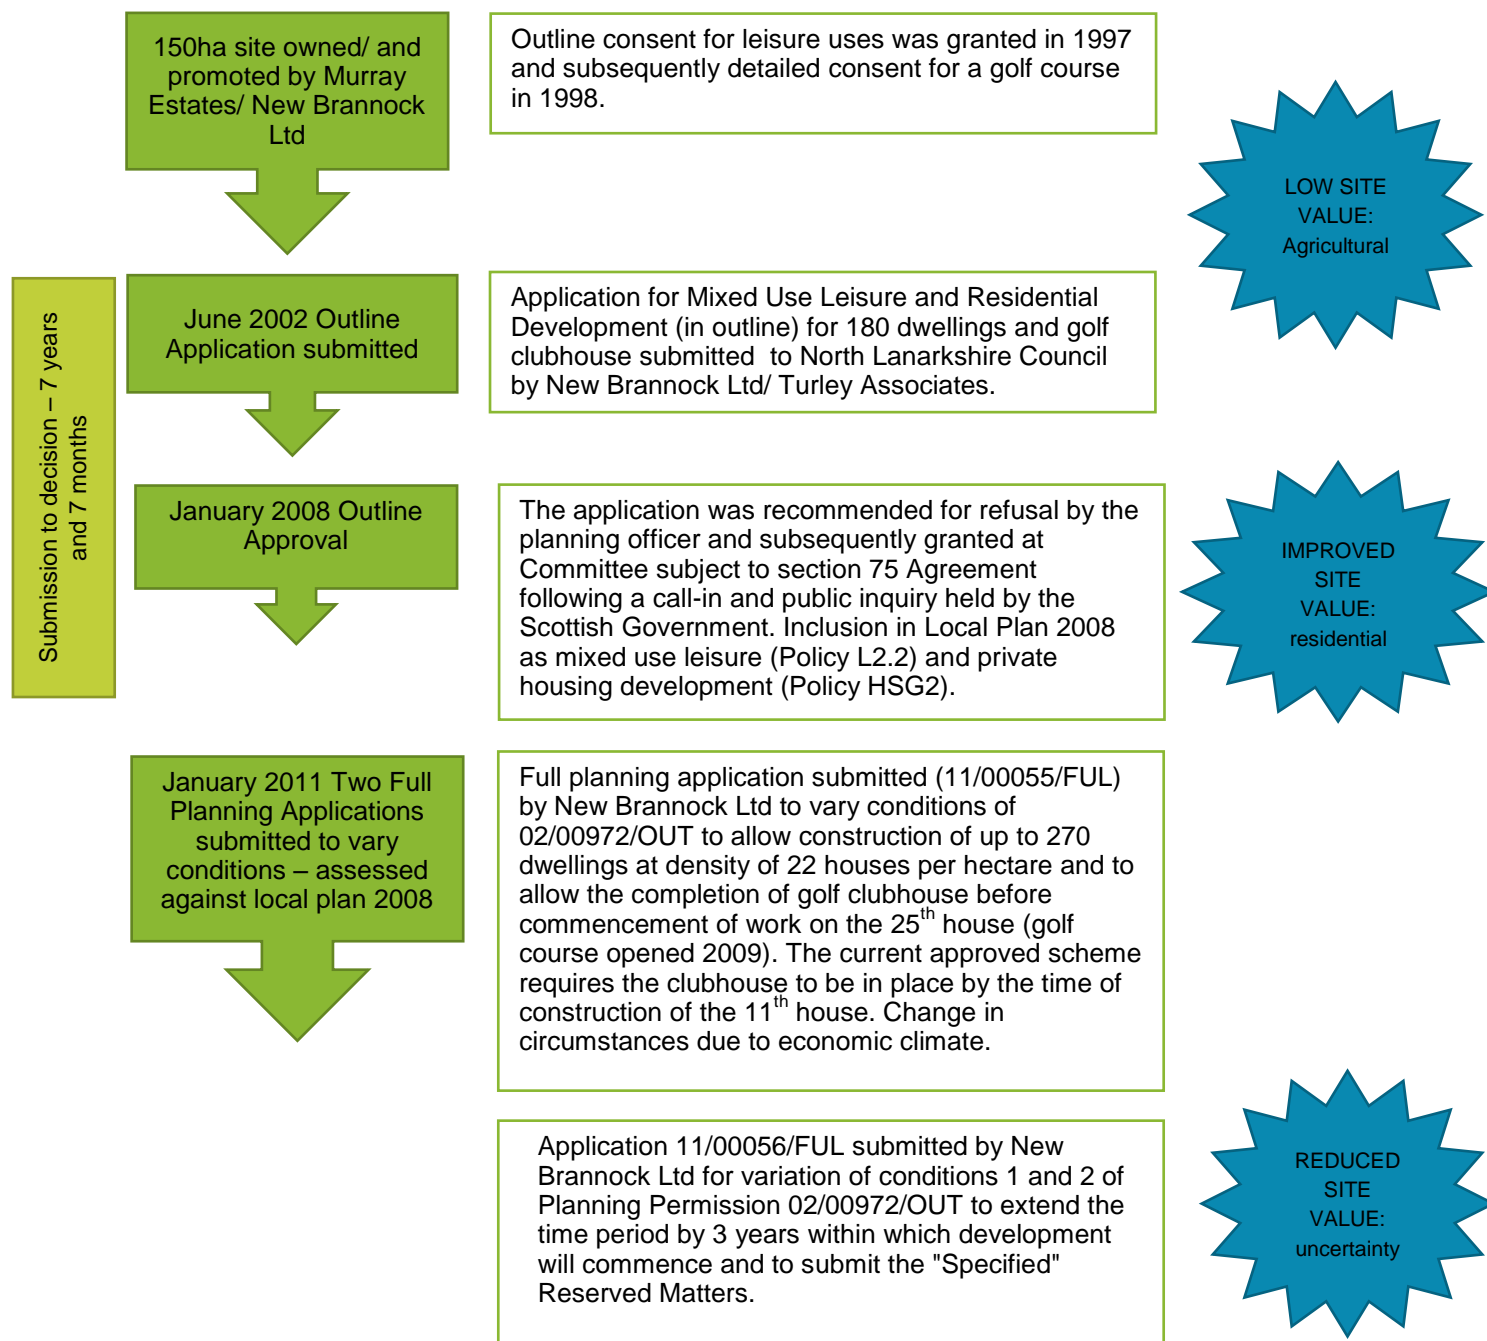 150ha site owned/ and
promoted by Murray
Estates/ New Brannock
Ltd
Outline consent for leisure uses was granted in 1997
and subsequently detailed consent for a golf course
in 1998.
LOW SITE
VALUE:
Agricultural
Submission to decision – 7 years
and 7 months
June 2002 Outline
Application submitted
Application for Mixed Use Leisure and Residential
Development (in outline) for 180 dwellings and golf
clubhouse submitted  to North Lanarkshire Council
by New Brannock Ltd/ Turley Associates.
January 2008 Outline
Approval
The application was recommended for refusal by the
planning officer and subsequently granted at
Committee subject to section 75 Agreement
following a call-in and public inquiry held by the
Scottish Government. Inclusion in Local Plan 2008
as mixed use leisure (Policy L2.2) and private
housing development (Policy HSG2).
IMPROVED
SITE
VALUE:
residential
January 2011 Two Full
Planning Applications
submitted to vary
conditions – assessed
against local plan 2008
Full planning application submitted (11/00055/FUL)
by New Brannock Ltd to vary conditions of
02/00972/OUT to allow construction of up to 270
dwellings at density of 22 houses per hectare and to
allow the completion of golf clubhouse before
commencement of work on the 25th house (golf
course opened 2009). The current approved scheme
requires the clubhouse to be in place by the time of
construction of the 11th house. Change in
circumstances due to economic climate.
Application 11/00056/FUL submitted by New
Brannock Ltd for variation of conditions 1 and 2 of
Planning Permission 02/00972/OUT to extend the
time period by 3 years within which development
will commence and to submit the "Specified"
Reserved Matters.
REDUCED
SITE
VALUE:
uncertainty